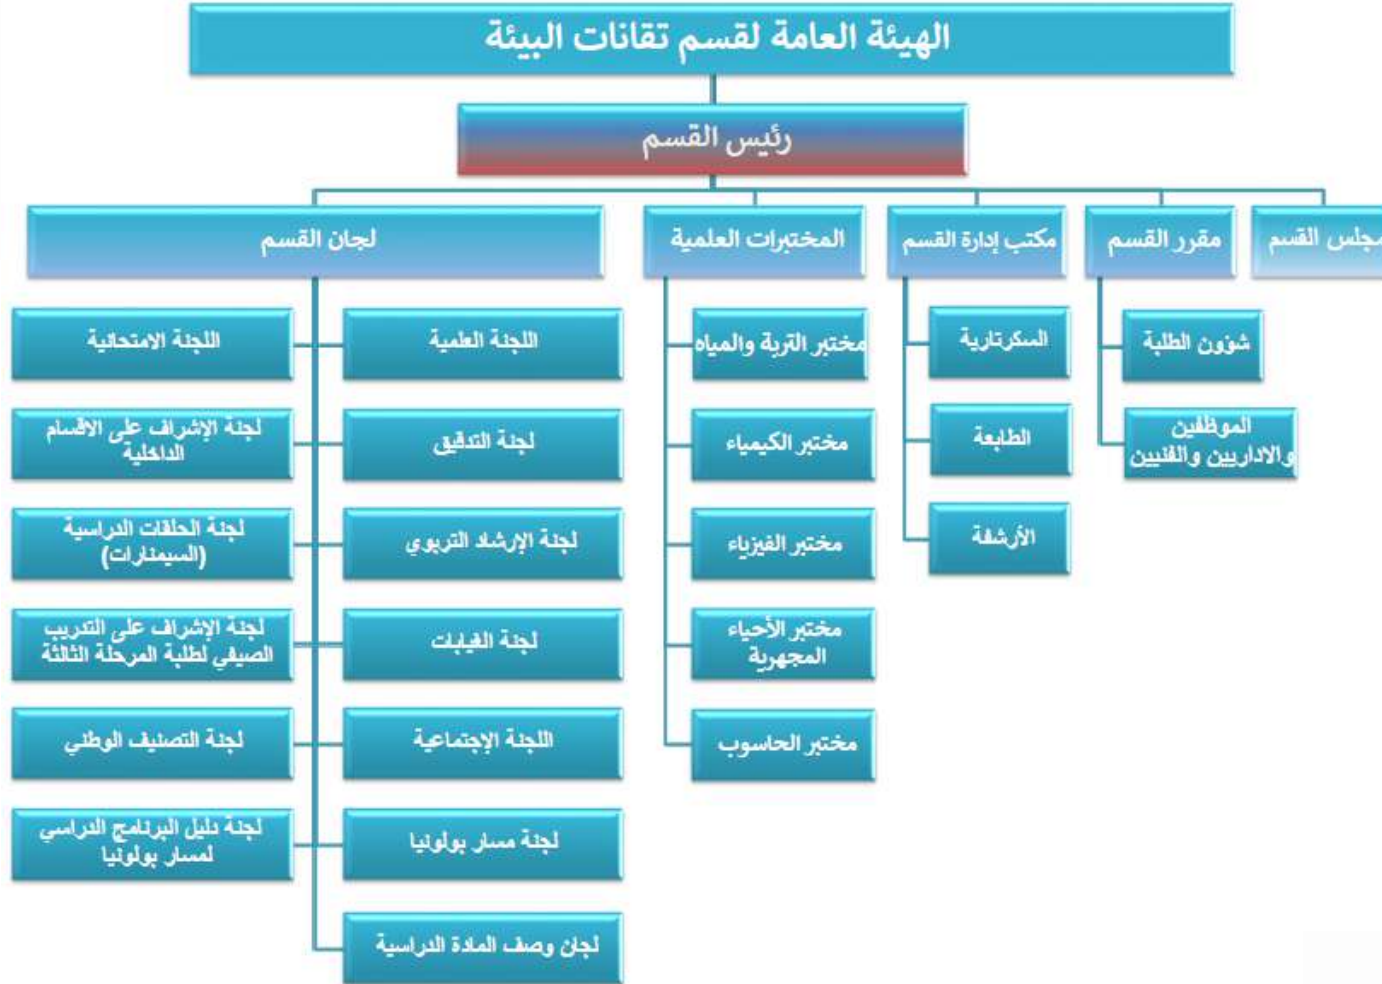 الهيئة العامة لقسم تقانات البيئة
رئيس القسم
مجلس القسم
مقرر القسم
مكتب إدارة القسم
المختبرات العلمية
لجان القسم
شؤون الطلبة
الموظفين
والاداريين والفنيين
السكرتارية
الطابعة
الأرشفة
مختبر التربة والمياه
مختبر الكيمياء
مختبر الفيزياء
مختبر الأحياء
المجهرية
مختبر الحاسوب
اللجنة العلمية
اللجنة الامتحانية
لجنة التدقيق
لجنة الإشراف على الاقسام
الداخلية
لجنة الإرشاد التربوي
لجنة الحلقات الدراسية
(السيمنارات)
لجنة الغيابات
لجنة الإشراف على التدريب
الصيفي لطلبة المرحلة الثالثة
اللجنة الإجتماعية
لجنة التصنيف الوطني
لجنة مسار بولونيا
لجنة دليل البرنامج الدراسي
لمسار بولونيا
لجان وصف المادة الدراسية